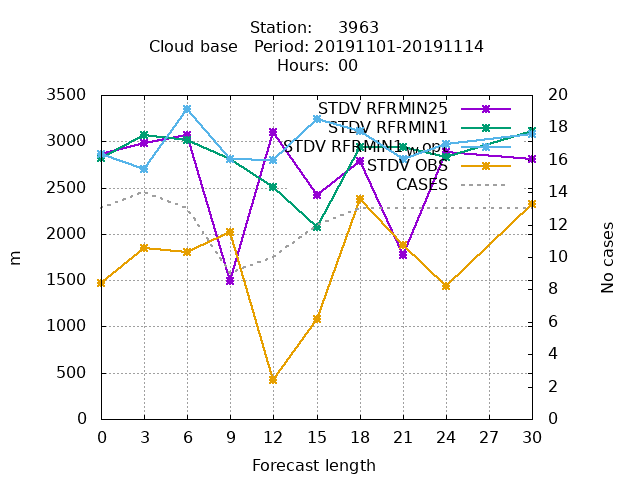 Station: 3963
Cloud base Period: 20191101-20191114
Hours: 00
3500
3000
2500
2000
1500
1000
500
0
m
20
18
16
14
12
10
8
6
4
2
0
No cases
STDV RFRMIN25
STDV RFRMIN1
STDV RFRMIN1_w_op
STDV OBS
CASES
0 3 6 9 12 15 18 21 24 27 30
Forecast length